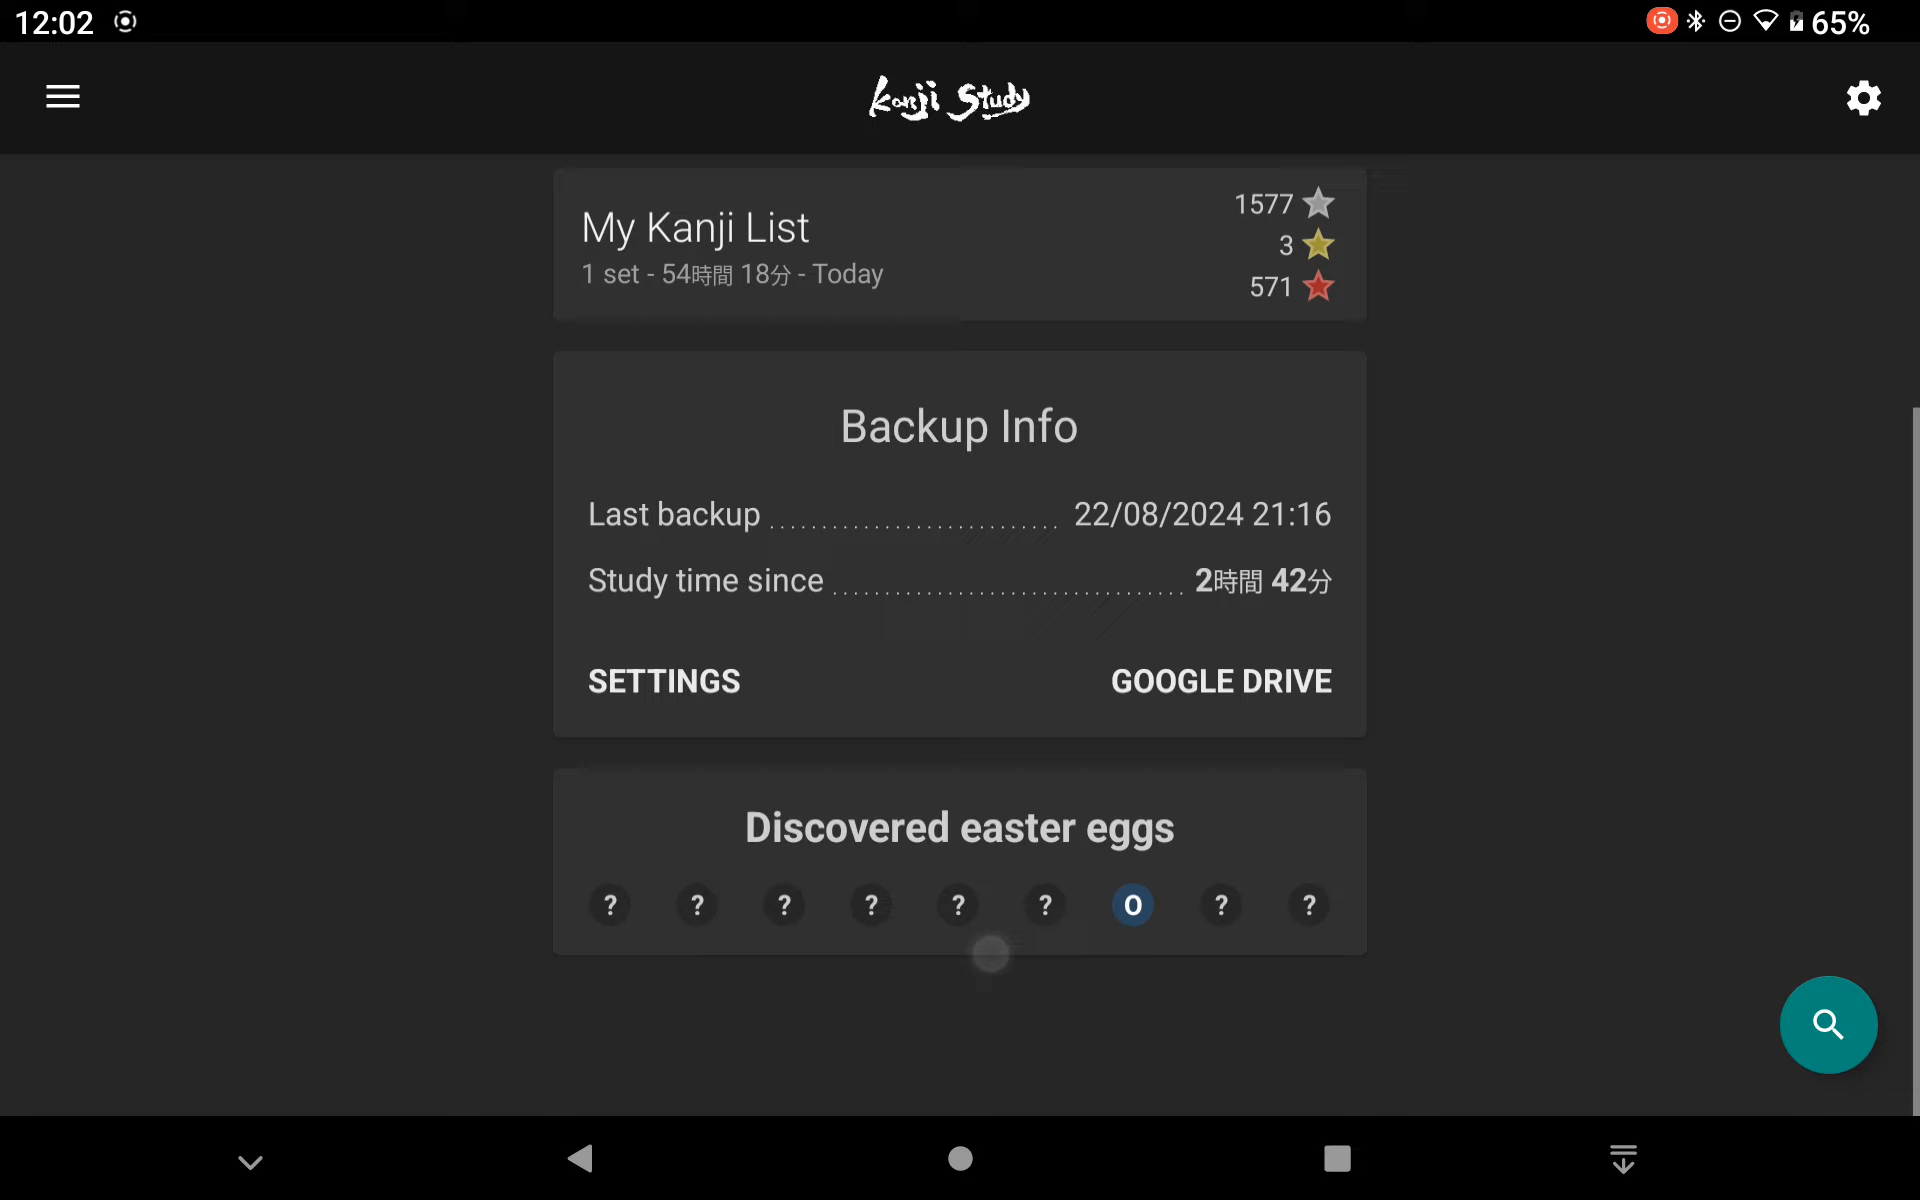 12:02
65%
Kanji Study
My Kanji List
1 set - 54時間 18分 - Today
1577
3
571
Backup Info
Last backup 22/08/2024 21:16
Study time since 2時間 42分
SETTINGS GOOGLE DRIVE
Discovered easter eggs
? ? ? ? ? ? O ? ?